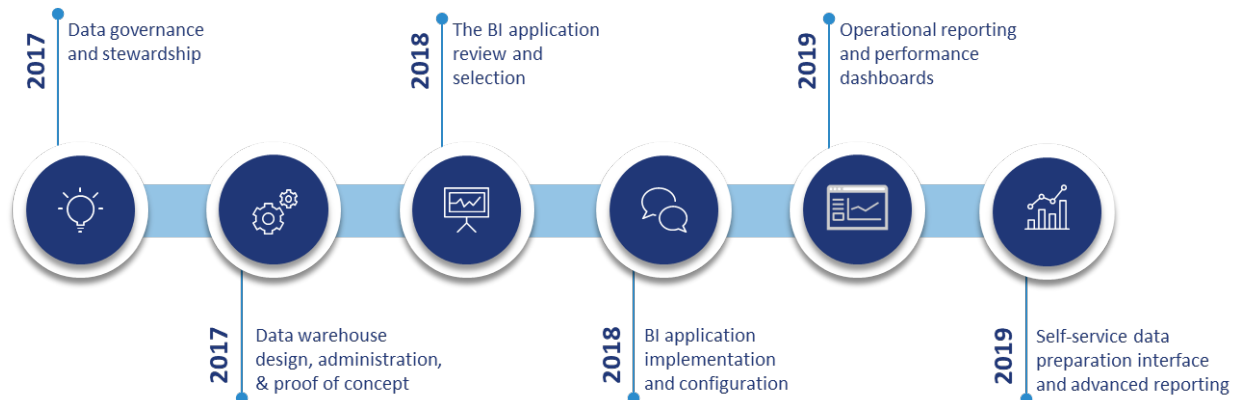 2017
Data governance
and stewardship
2017
Data warehouse
design, administration,
& proof of concept
2018
The BI application
review and
selection
2018
BI application
implementation
and configuration
2019
Operational reporting
and performance
dashboards
2019
Self-service data
preparation interface
and advanced reporting